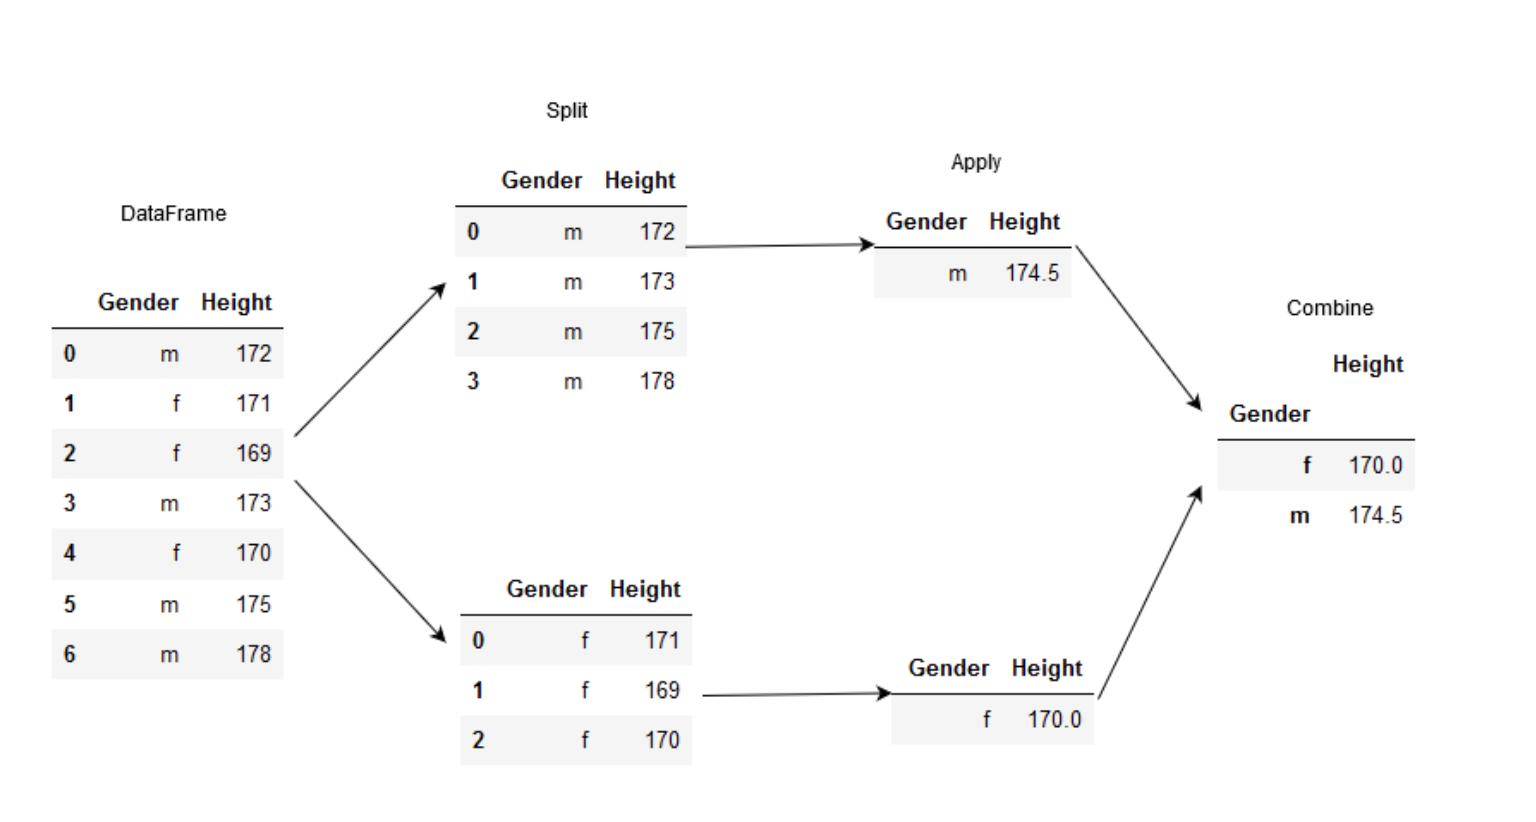 DataFrame
Gender Height
0 m 172
1 f 171
2 f 169
3 m 173
4 f 170
5 m 175
6 m 178
Split
Gender Height
0 m 172
1 m 173
2 m 175
3 m 178
Gender Height
0 f 171
1 f 169
2 f 170
Apply
Gender Height
m 174.5
Gender Height
f 170.0
Combine
Height
Gender
f 170.0
m 174.5